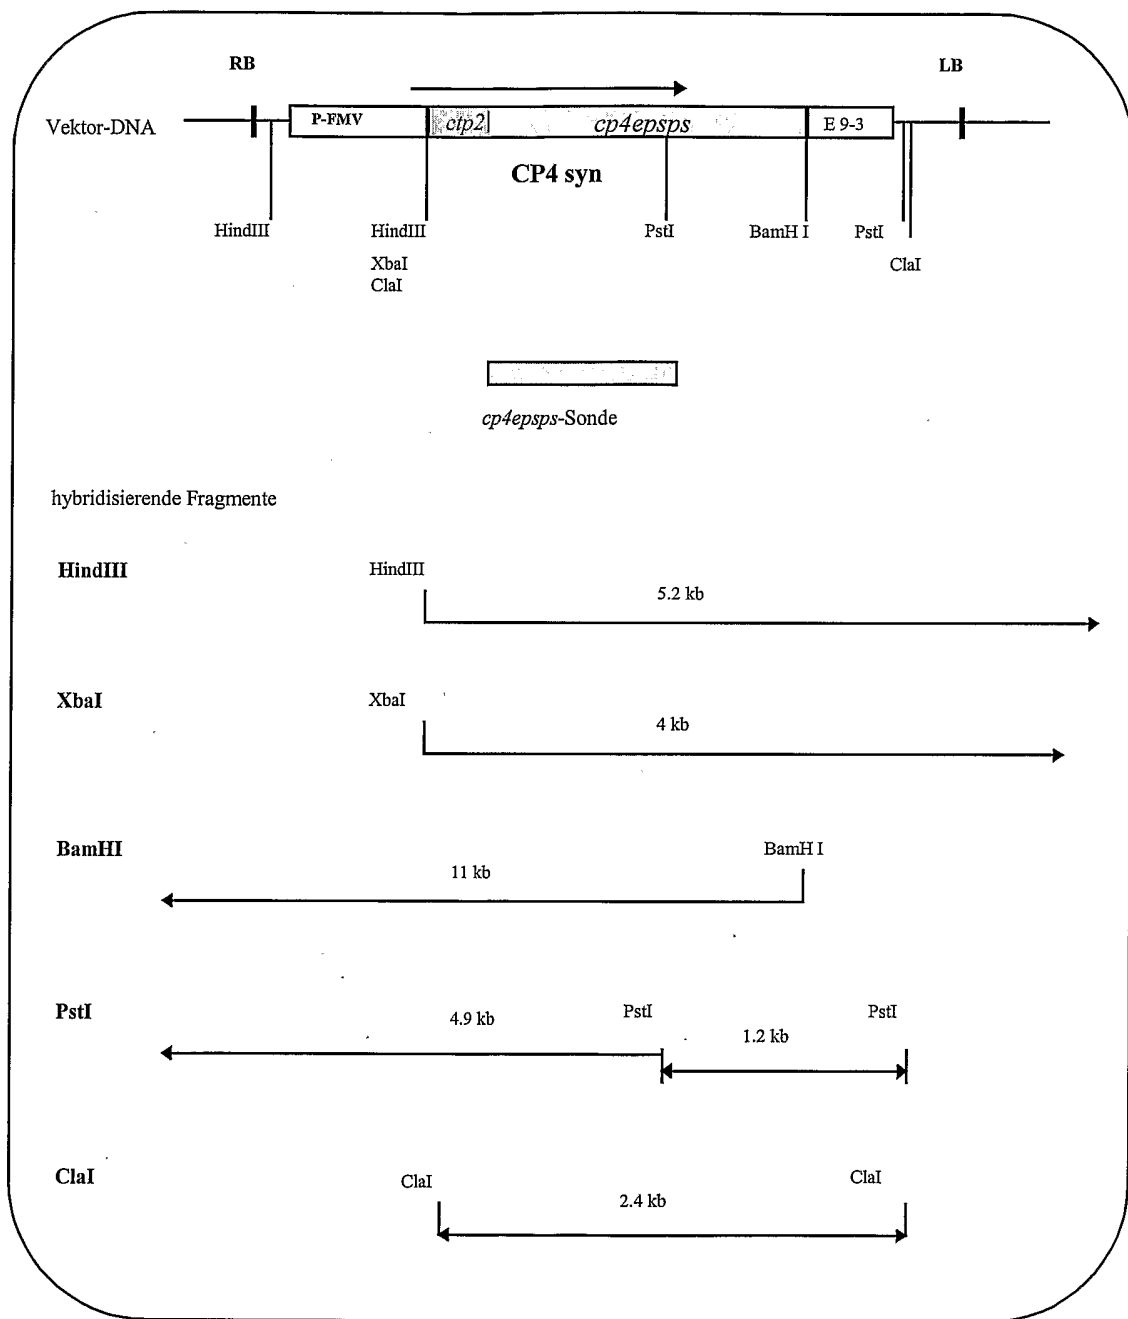 RB
LB
Vektor-DNA
P-FMV
ctp2
cp4epsps
E 9-3
CP4 syn
HindIII
HindIII
PstI
BamH I
PstI
XbaI
ClaI
ClaI
cp4epsps-Sonde
hybridisierende Fragmente
HindIII
HindIII
5.2 kb
XbaI
XbaI
4 kb
BamHI
BamH I
11 kb
PstI
4.9 kb
PstI
PstI
1.2 kb
ClaI
ClaI
ClaI
2.4 kb